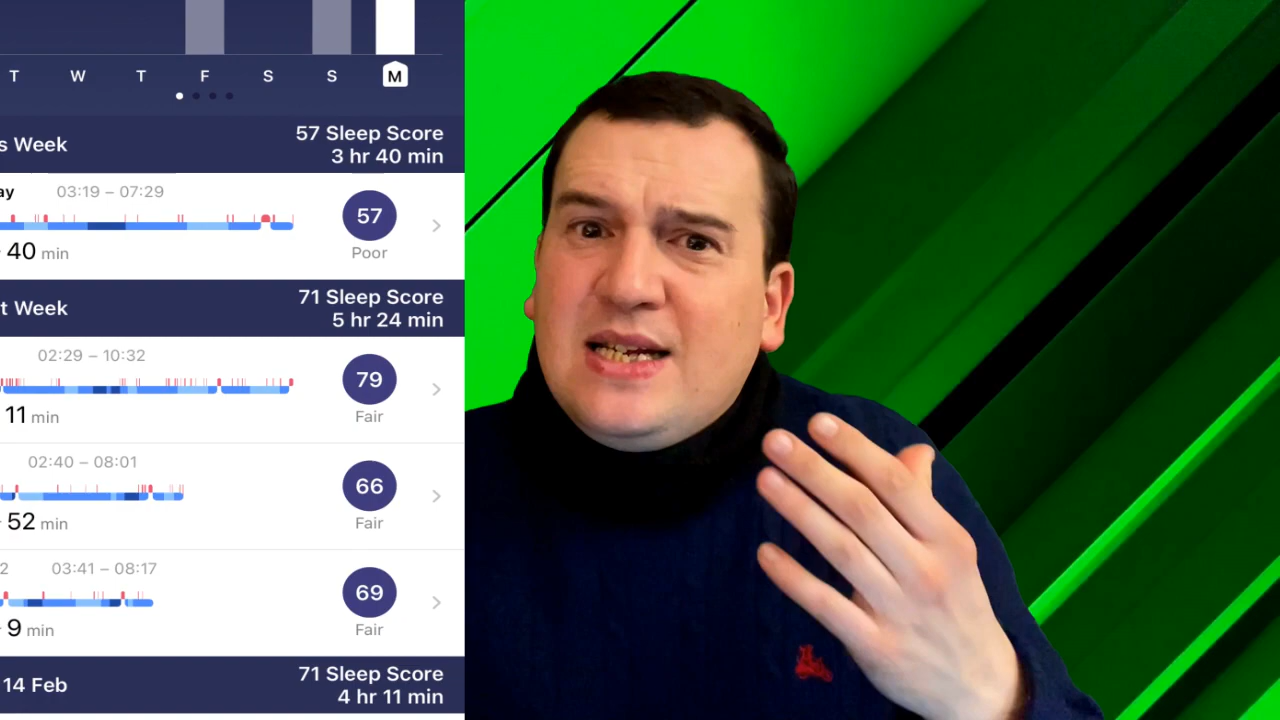 T W T F S S M
s Week
57 Sleep Score
3 hr 40 min
ay 03:19 – 07:29
40 min
57
Poor
t Week
71 Sleep Score
5 hr 24 min
02:29 – 10:32
11 min
79
Fair
02:40 – 08:01
52 min
66
Fair
2 03:41 – 08:17
9 min
69
Fair
14 Feb
71 Sleep Score
4 hr 11 min